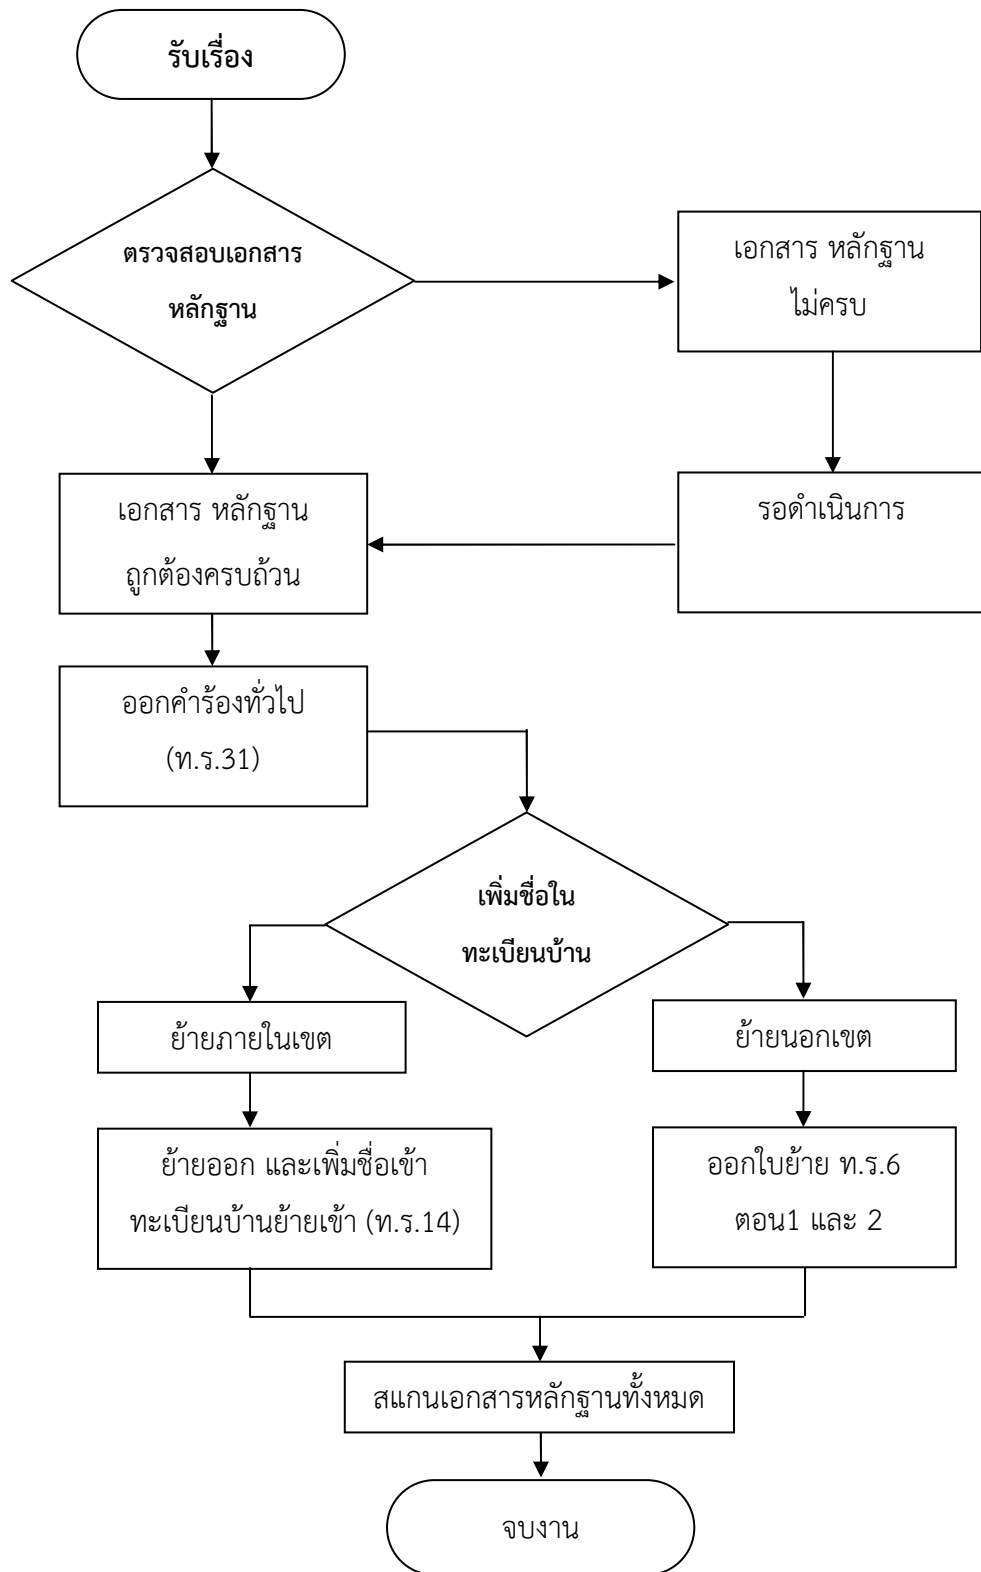 รับเรื่อง
ตรวจสอบเอกสาร
หลักฐาน
เอกสาร หลักฐาน
ไม่ครบ
เอกสาร หลักฐาน
ถูกต้องครบถ้วน
รอดำเนินการ
ออกคำร้องทั่วไป
(ท.ร.31)
เพิ่มชื่อใน
ทะเบียนบ้าน
ย้ายภายในเขต
ย้ายนอกเขต
ย้ายออก และเพิ่มชื่อเข้า
ทะเบียนบ้านย้ายเข้า (ท.ร.14)
ออกใบย้าย ท.ร.6
ตอน1 และ 2
สแกนเอกสารหลักฐานทั้งหมด
จบงาน